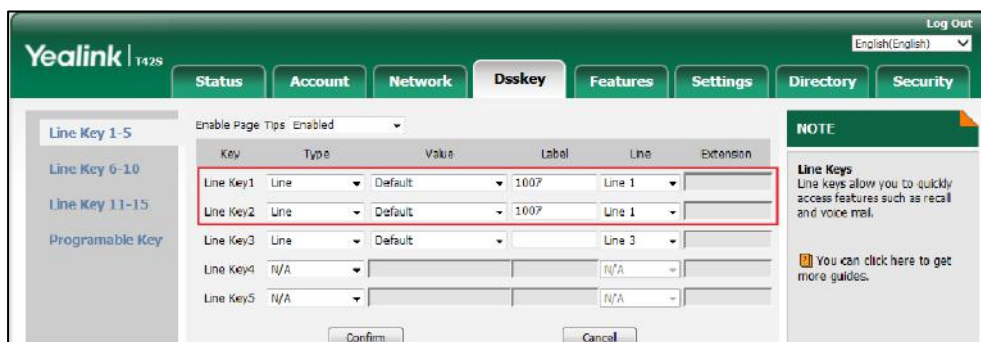 Log Out
Yealink T42S
English(English)
Status Account Network Dsskey Features Settings Directory Security
Line Key 1-5
Line Key 6-10
Line Key 11-15
Programable Key
Enable Page Tips Enabled
Key Type Value Label Line Extension
Line Key1 Line Default 1007 Line 1
Line Key2 Line Default 1007 Line 1
Line Key3 Line Default Line 3
Line Key4 N/A N/A
Line Key5 N/A N/A
Confirm Cancel
NOTE
Line Keys
Line keys allow you to quickly
access features such as recall
and voice mail.
You can click here to get
more guides.